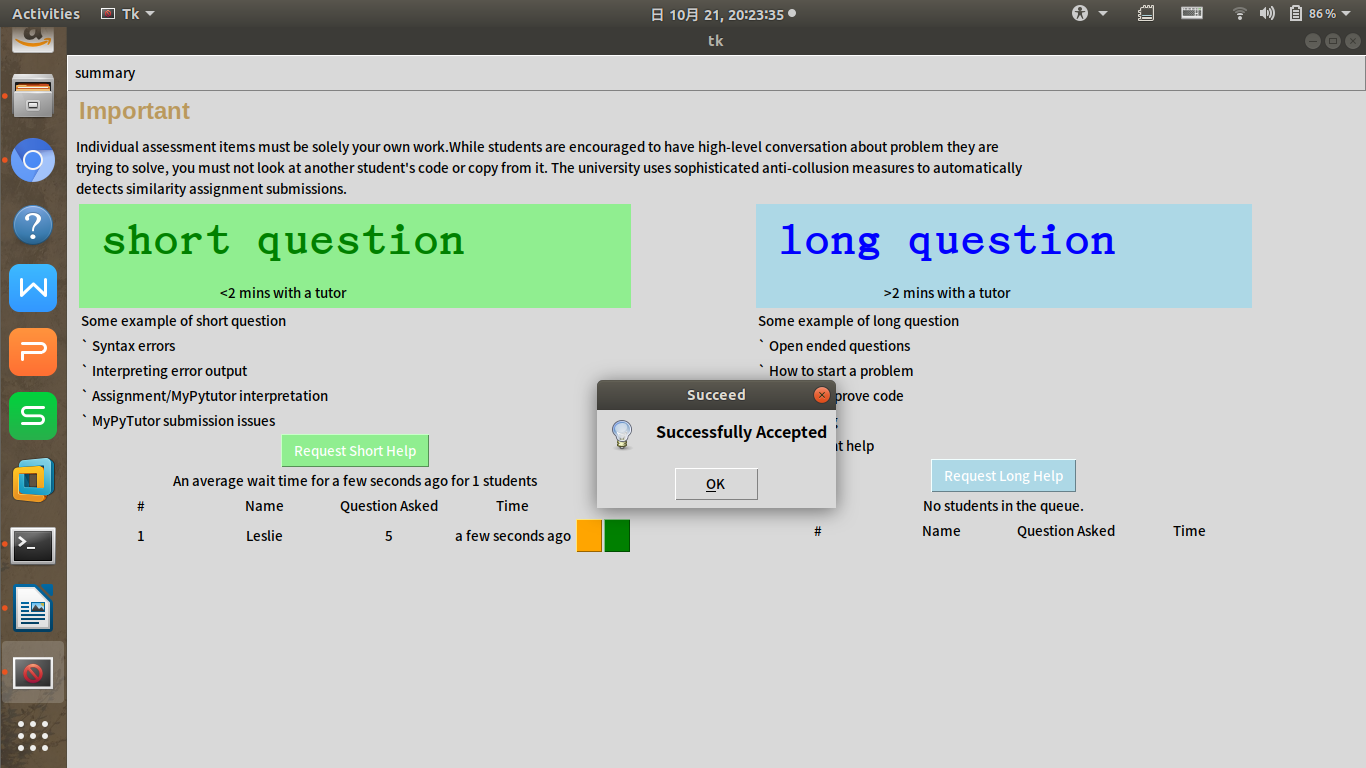 Activities
Tk
日 10月 21, 20:23:35
86%
tk
summary
Important
Individual assessment items must be solely your own work.While students are encouraged to have high-level conversation about problem they are
trying to solve, you must not look at another student's code or copy from it. The university uses sophisticated anti-collusion measures to automatically
detects similarity assignment submissions.
short question
<2 mins with a tutor
Some example of short question
` Syntax errors
` Interpreting error output
` Assignment/MyPytutor interpretation
` MyPyTutor submission issues
Request Short Help
An average wait time for a few seconds ago for 1 students
# Name Question Asked Time
1 Leslie 5 a few seconds ago
long question
>2 mins with a tutor
Some example of long question
` Open ended questions
` How to start a problem
prove code
help
Request Long Help
No students in the queue.
# Name Question Asked Time
Succeed
Successfully Accepted
OK